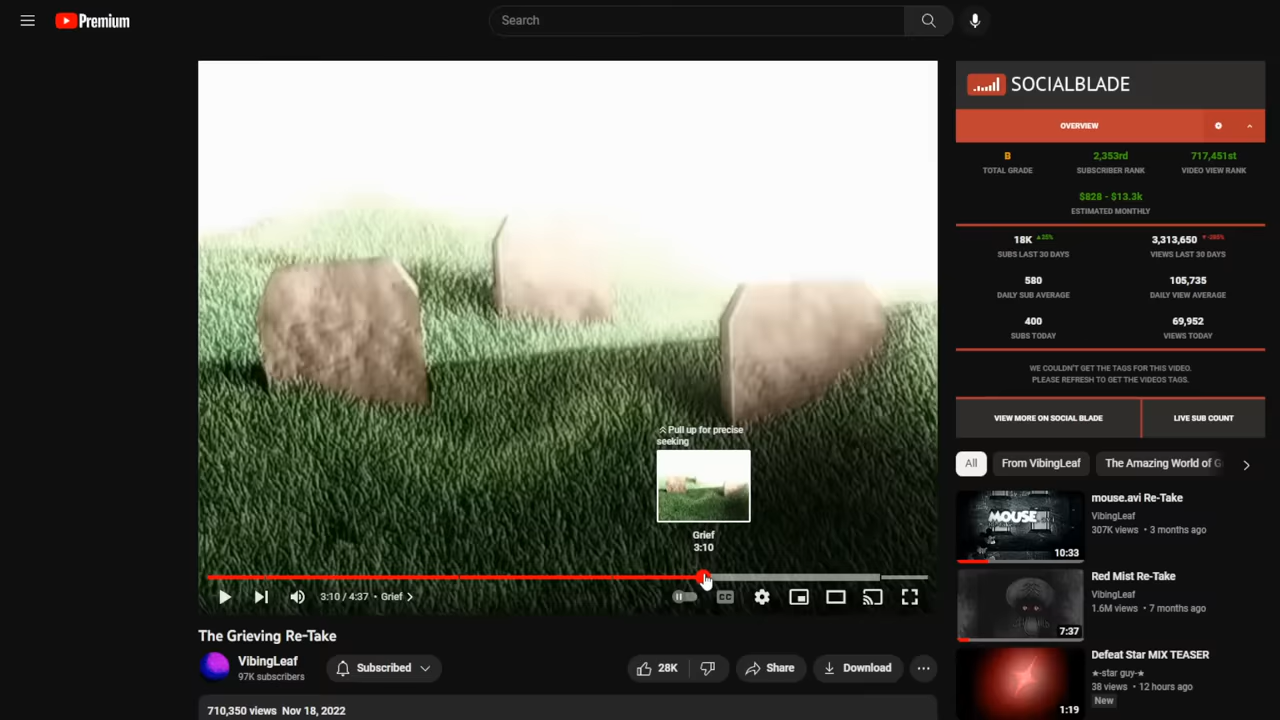 Premium
Search
SOCIALBLADE
OVERVIEW
B
TOTAL GRADE
2,353rd
SUBSCRIBER RANK
717,451st
VIDEO VIEW RANK
$828 - $13.3k
ESTIMATED MONTHLY
18K
SUBS LAST 30 DAYS
3,313,650
VIEWS LAST 30 DAYS
580
DAILY SUB AVERAGE
105,735
DAILY VIEW AVERAGE
400
SUBS TODAY
69,952
VIEWS TODAY
WE COULDN'T GET THE TAGS FOR THIS VIDEO.
PLEASE REFRESH TO GET THE VIDEOS TAGS.
VIEW MORE ON SOCIAL BLADE
LIVE SUB COUNT
Pull up for precise
seeking
Grief
3:10
3:10 / 4:37 • Grief
CC
The Grieving Re-Take
VibingLeaf
97K subscribers
Subscribed
28K
Share
Download
710,350 views Nov 18, 2022
All
From VibingLeaf
The Amazing World of G
MOUSE
10:33
mouse.avi Re-Take
VibingLeaf
307K views • 3 months ago
7:37
Red Mist Re-Take
VibingLeaf
1.6M views • 7 months ago
1:19
Defeat Star MIX TEASER
★-star guy-★
38 views • 12 hours ago
New